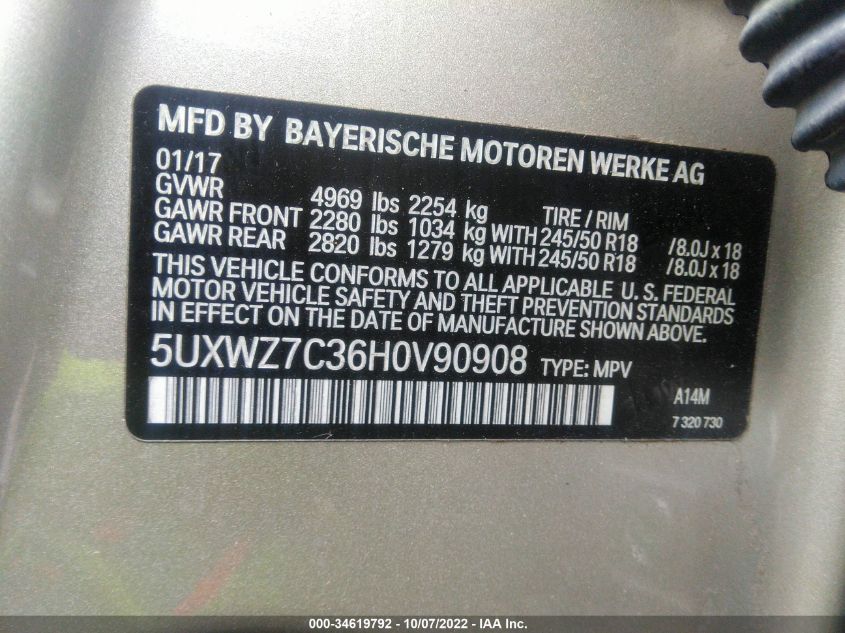 MFD BY BAYERISCHE MOTOREN WERKE AG
01/17
GVWR 4969 lbs 2254 kg TIRE / RIM
GAWR FRONT 2280 lbs 1034 kg WITH 245/50 R18 /8.0J x 18
GAWR REAR 2820 lbs 1279 kg WITH 245/50 R18 /8.0J x 18
THIS VEHICLE CONFORMS TO ALL APPLICABLE U. S. FEDERAL
MOTOR VEHICLE SAFETY AND THEFT PREVENTION STANDARDS
IN EFFECT ON THE DATE OF MANUFACTURE SHOWN ABOVE.
5UXWZ7C36H0V90908 TYPE: MPV
A14M
7 320 730
000-34619792 - 10/07/2022 - IAA Inc.